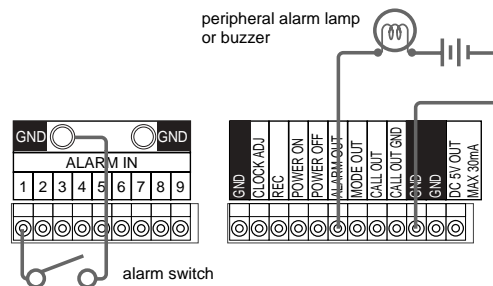 peripheral alarm lamp
or buzzer
GND
GND
ALARM IN
1 2 3 4 5 6 7 8 9
GND
CLOCK ADJ
REC
POWER ON
POWER OFF
ALARM OUT
MODE OUT
CALL OUT
CALL OUT GND
GND
GND
DC 5V OUT
MAX 30mA
alarm switch